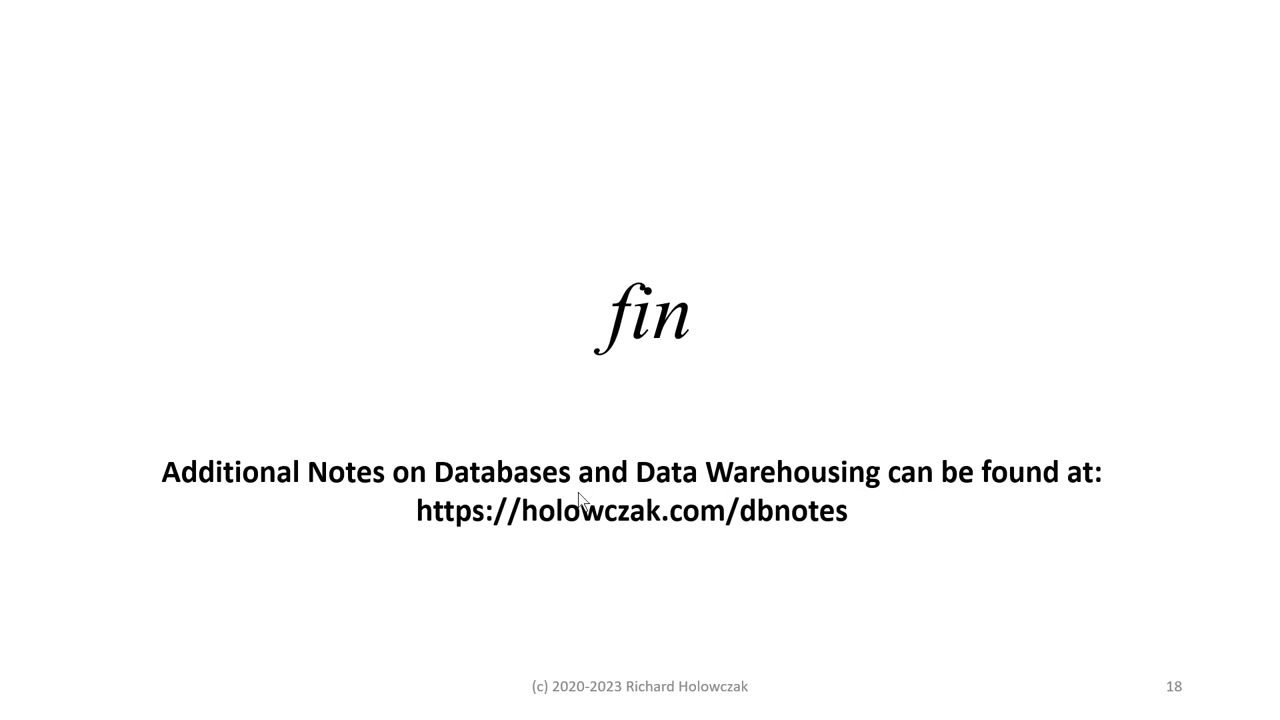 fin
Additional Notes on Databases and Data Warehousing can be found at:
https://holowczak.com/dbnotes
(c) 2020-2023 Richard Holowczak
18